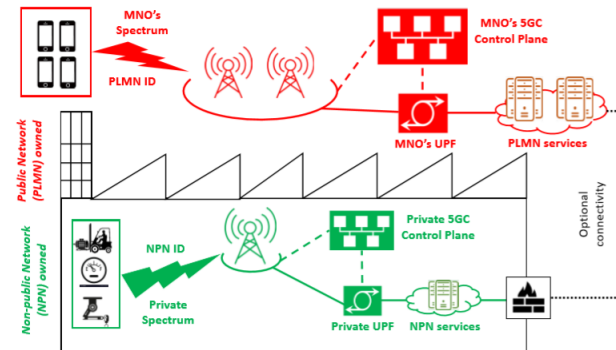 MNO's
Spectrum
PLMN ID
MNO's 5GC
Control Plane
MNO's UPF
PLMN services
Public Network
(PLMN) owned
Optional
connectivity
Non-public Network
(NPN) owned
NPN ID
Private
Spectrum
Private 5GC
Control Plane
Private UPF
NPN services